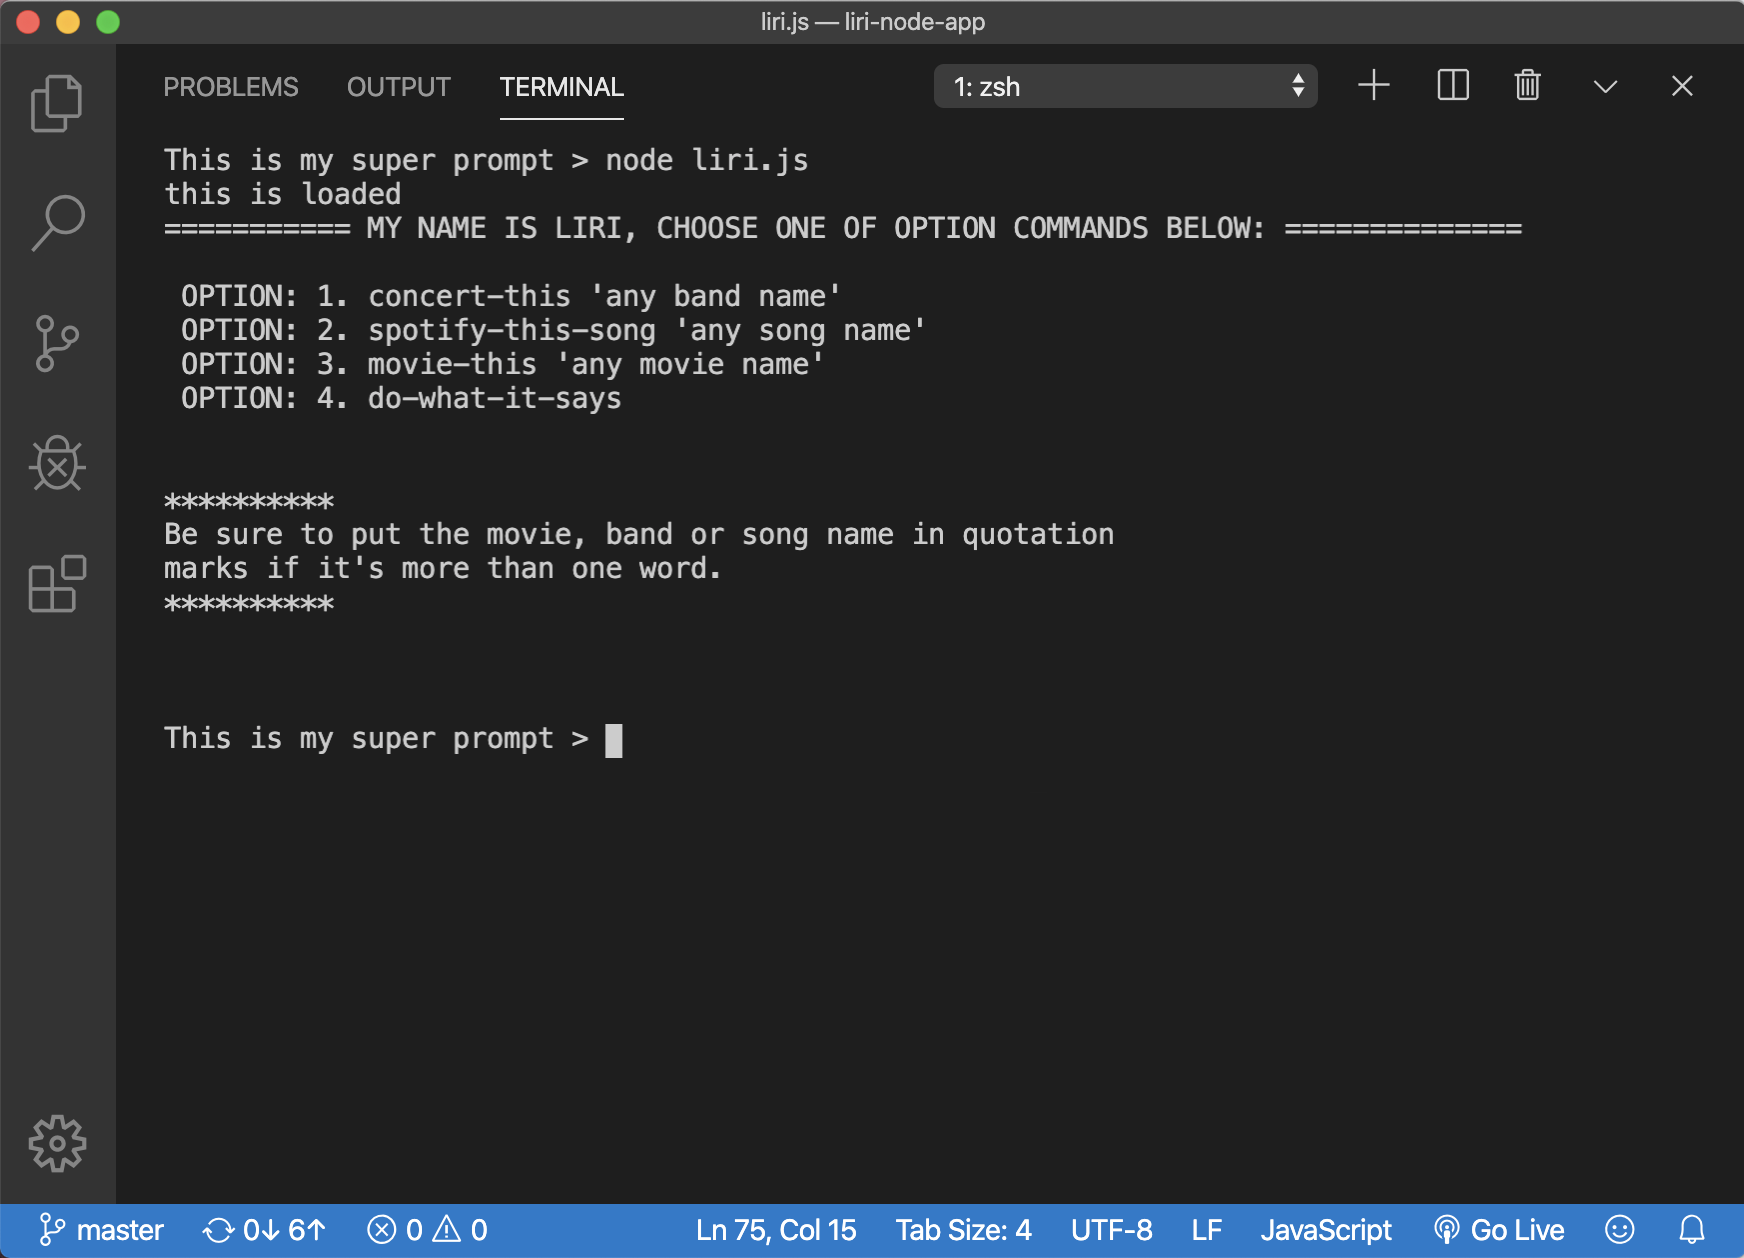 liri.js — liri-node-app
PROBLEMS OUTPUT TERMINAL 1: zsh
This is my super prompt > node liri.js
this is loaded
=========== MY NAME IS LIRI, CHOOSE ONE OF OPTION COMMANDS BELOW: ==============
OPTION: 1. concert-this 'any band name'
OPTION: 2. spotify-this-song 'any song name'
OPTION: 3. movie-this 'any movie name'
OPTION: 4. do-what-it-says
**********
Be sure to put the movie, band or song name in quotation
marks if it's more than one word.
**********
This is my super prompt >
master 0↓ 6↑ 0 0 Ln 75, Col 15 Tab Size: 4 UTF-8 LF JavaScript Go Live